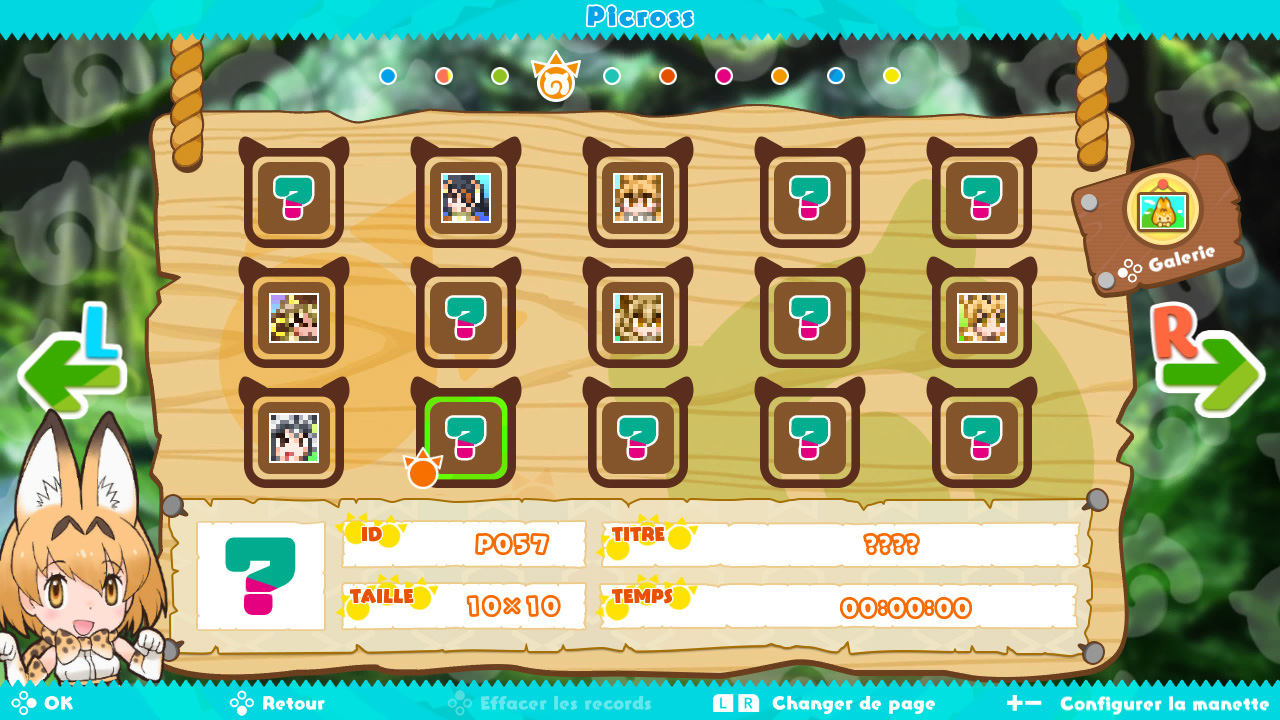 Picross
?
?
?
?
?
?
?
?
?
Galerie
L
R
?
ID
P057
TITRE
????
TAILLE
10×10
TEMPS
00:00:00
OK
Retour
Effacer les records
L R Changer de page
+− Configurer la manette